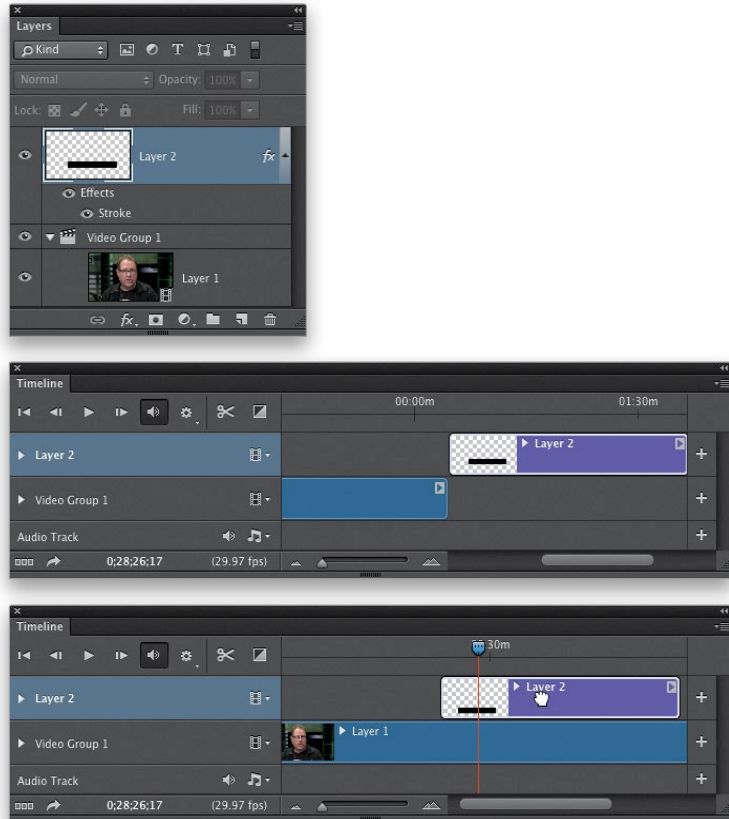 Layers
Kind
Normal Opacity: 100%
Lock: Fill: 100%
Layer 2 fx
Effects
Stroke
Video Group 1
Layer 1
fx
Timeline
00:00m 01:30m
Layer 2 Layer 2
Video Group 1
Audio Track
0;28;26;17 (29.97 fps)
Timeline
30m
Layer 2 Layer 2
Video Group 1 Layer 1
Audio Track
0;28;26;17 (29.97 fps)